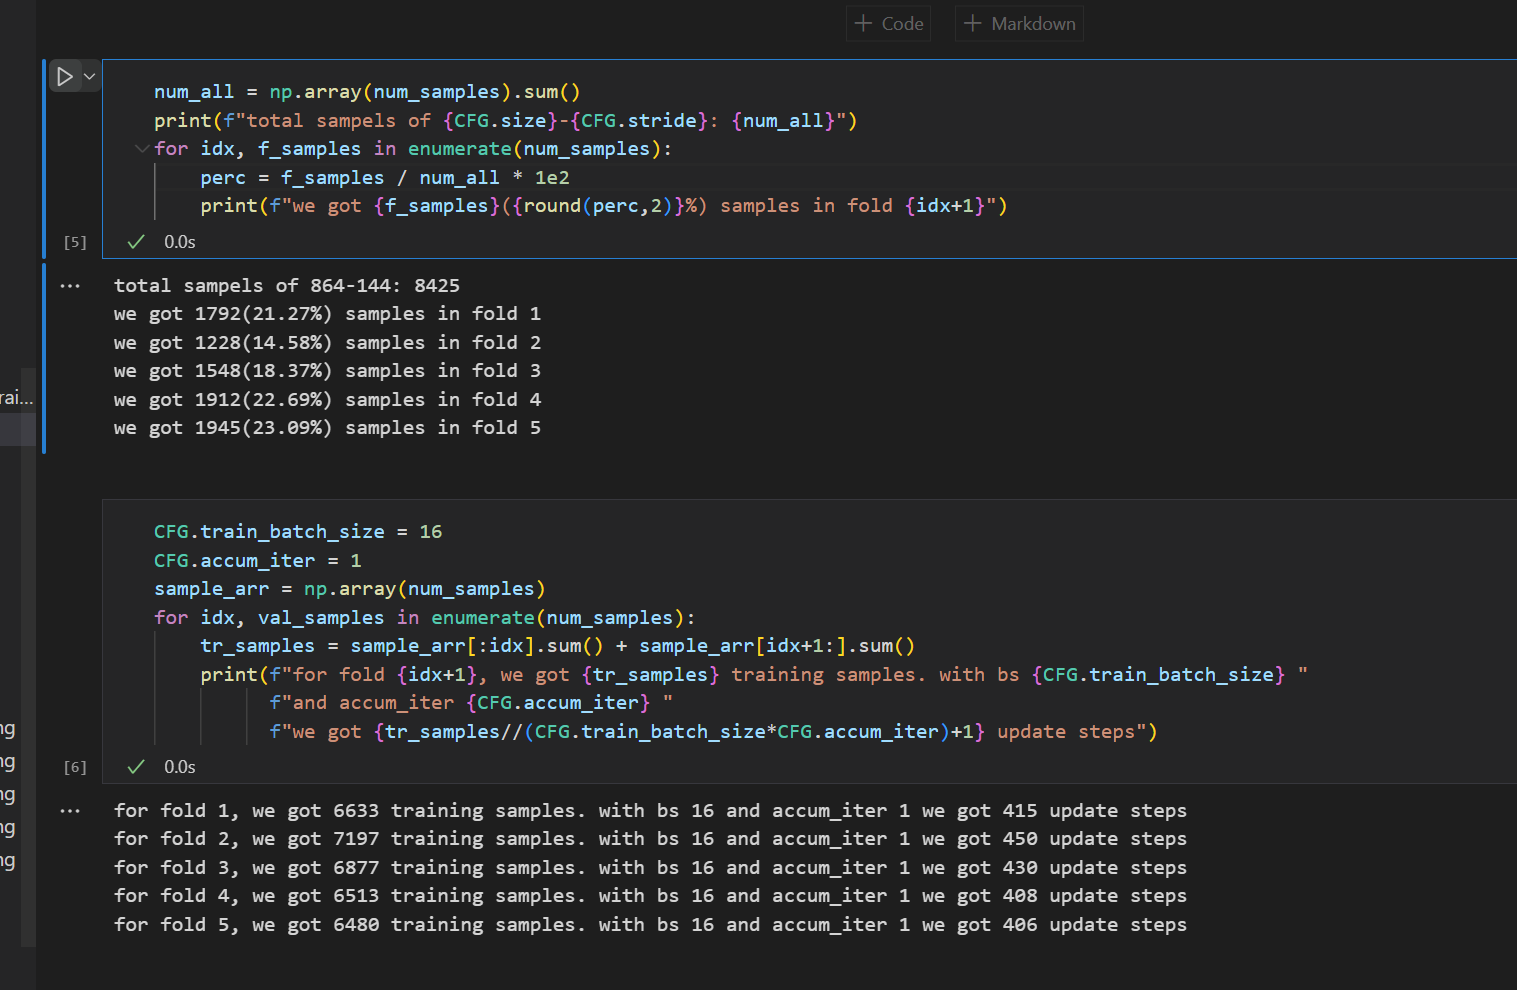 + Code + Markdown
num_all = np.array(num_samples).sum()
print(f"total sampels of {CFG.size}-{CFG.stride}: {num_all}")
for idx, f_samples in enumerate(num_samples):
    perc = f_samples / num_all * 1e2
    print(f"we got {f_samples}({round(perc,2)}%) samples in fold {idx+1}")
[5] ✓ 0.0s
... total sampels of 864-144: 8425
we got 1792(21.27%) samples in fold 1
we got 1228(14.58%) samples in fold 2
we got 1548(18.37%) samples in fold 3
rai...
we got 1912(22.69%) samples in fold 4
we got 1945(23.09%) samples in fold 5
CFG.train_batch_size = 16
CFG.accum_iter = 1
sample_arr = np.array(num_samples)
for idx, val_samples in enumerate(num_samples):
    tr_samples = sample_arr[:idx].sum() + sample_arr[idx+1:].sum()
    print(f"for fold {idx+1}, we got {tr_samples} training samples. with bs {CFG.train_batch_size} "
          f"and accum_iter {CFG.accum_iter} "
          f"we got {tr_samples//(CFG.train_batch_size*CFG.accum_iter)+1} update steps")
[6] ✓ 0.0s
ng
ng
ng
ng
ng
... for fold 1, we got 6633 training samples. with bs 16 and accum_iter 1 we got 415 update steps
for fold 2, we got 7197 training samples. with bs 16 and accum_iter 1 we got 450 update steps
for fold 3, we got 6877 training samples. with bs 16 and accum_iter 1 we got 430 update steps
for fold 4, we got 6513 training samples. with bs 16 and accum_iter 1 we got 408 update steps
for fold 5, we got 6480 training samples. with bs 16 and accum_iter 1 we got 406 update steps